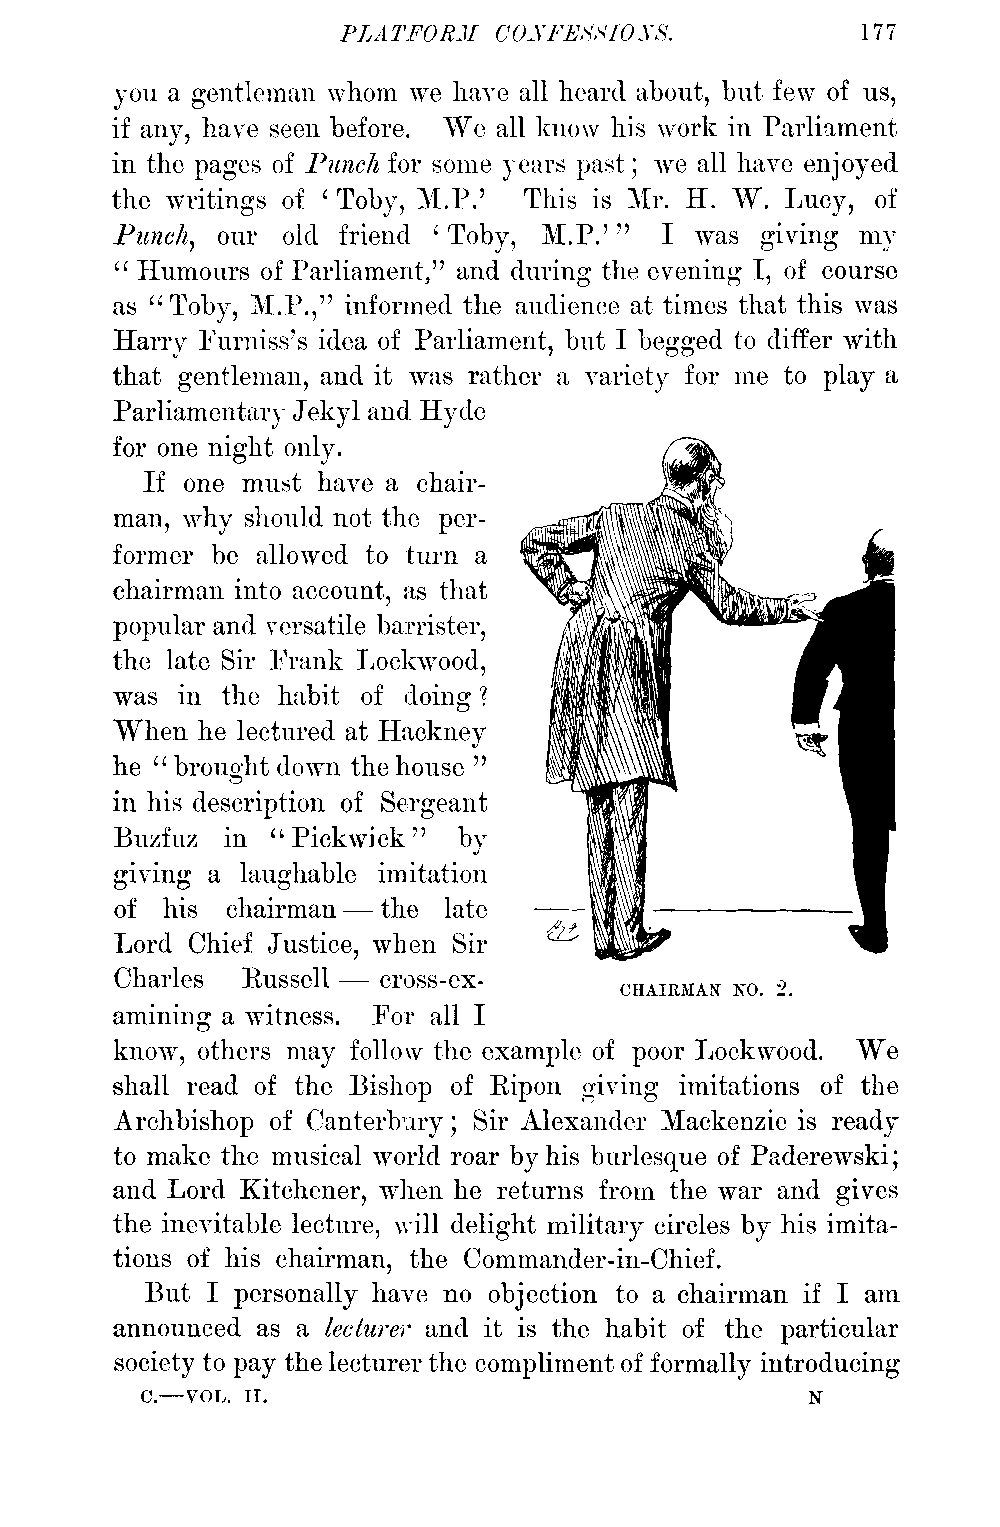 PLATFORM CONFESSIONS. 177
you a gentleman whom we have all heard about, but few of us,
if any, have seen before. We all know his work in Parliament
in the pages of Punch for some years past; we all have enjoyed
the writings of ‘Toby, M.P.’ This is Mr. H. W. Lucy, of
Punch, our old friend ‘Toby, M.P.’” I was giving my
“Humours of Parliament,” and during the evening I, of course
as “Toby, M.P.,” informed the audience at times that this was
Harry Furniss’s idea of Parliament, but I begged to differ with
that gentleman, and it was rather a variety for me to play a
Parliamentary Jekyl and Hyde
for one night only.
If one must have a chair-
man, why should not the per-
former be allowed to turn a
chairman into account, as that
popular and versatile barrister,
the late Sir Frank Lockwood,
was in the habit of doing?
When he lectured at Hackney
he “brought down the house”
in his description of Sergeant
Buzfuz in “Pickwick” by
giving a laughable imitation
of his chairman—the late
Lord Chief Justice, when Sir
Charles Russell—cross-ex-
amining a witness. For all I
CHAIRMAN NO. 2.
know, others may follow the example of poor Lockwood. We
shall read of the Bishop of Ripon giving imitations of the
Archbishop of Canterbury; Sir Alexander Mackenzie is ready
to make the musical world roar by his burlesque of Paderewski;
and Lord Kitchener, when he returns from the war and gives
the inevitable lecture, will delight military circles by his imita-
tions of his chairman, the Commander-in-Chief.
But I personally have no objection to a chairman if I am
announced as a lecturer and it is the habit of the particular
society to pay the lecturer the compliment of formally introducing
C.—VOL. II. N